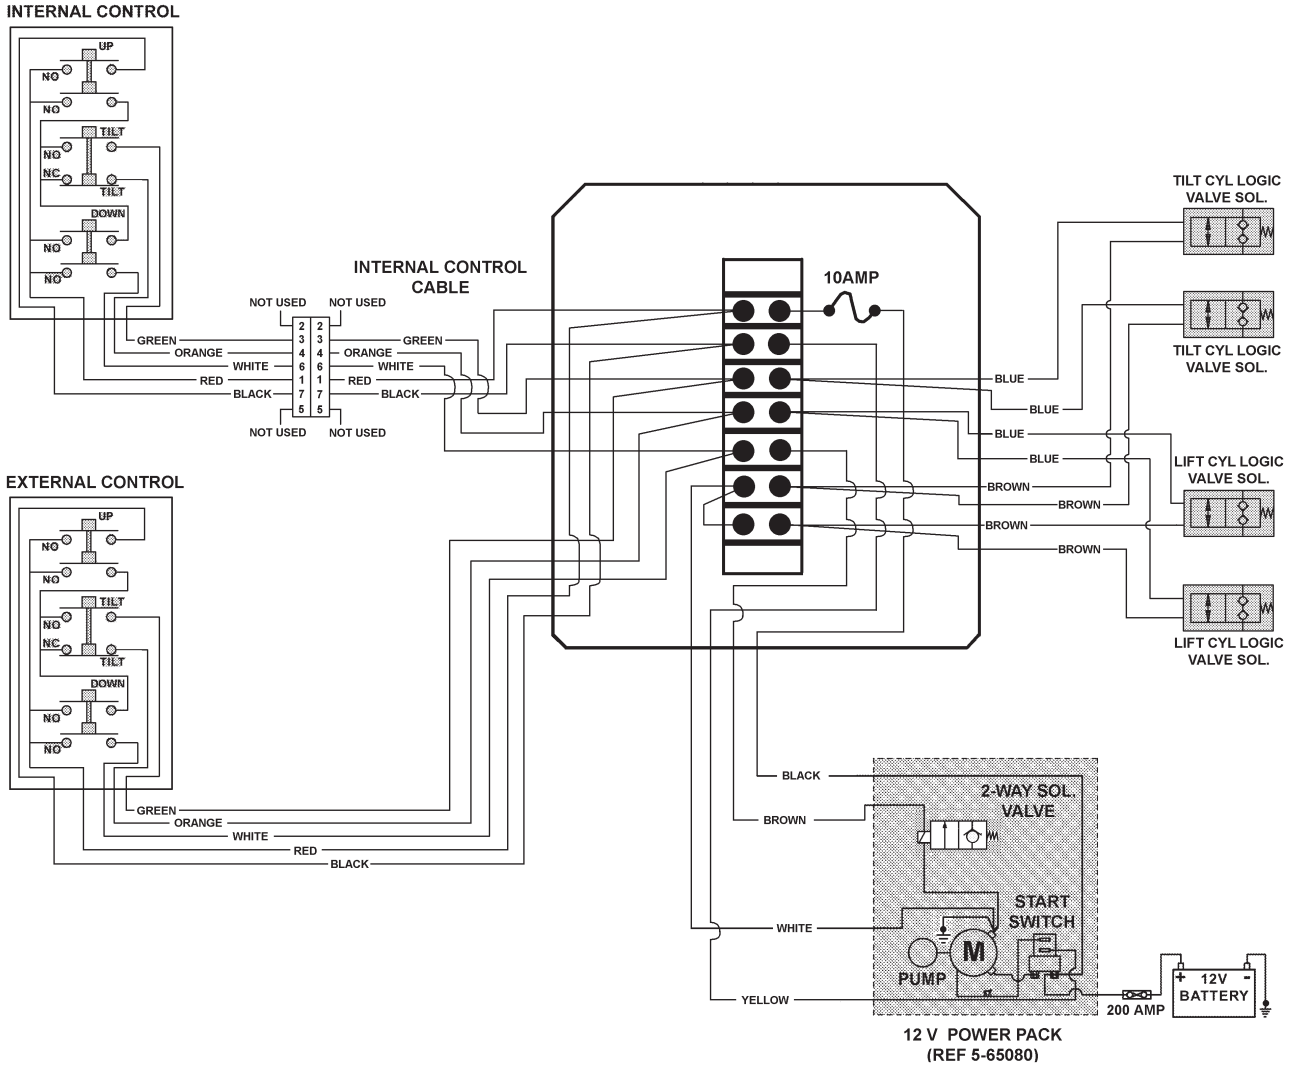 INTERNAL CONTROL
UP
NO
NO
TILT
NO
NC
TILT
DOWN
NO
NO
INTERNAL CONTROL
CABLE
NOT USED
NOT USED
2 2
GREEN 3 3 GREEN
ORANGE 4 4 ORANGE
WHITE 6 6 WHITE
RED 1 1 RED
BLACK 7 7 BLACK
5 5
NOT USED
NOT USED
10AMP
TILT CYL LOGIC
VALVE SOL.
TILT CYL LOGIC
VALVE SOL.
BLUE
BLUE
BLUE
BLUE
BROWN
BROWN
BROWN
BROWN
LIFT CYL LOGIC
VALVE SOL.
LIFT CYL LOGIC
VALVE SOL.
EXTERNAL CONTROL
UP
NO
NO
TILT
NO
NC
TILT
DOWN
NO
NO
GREEN
ORANGE
WHITE
RED
BLACK
BLACK
BROWN
WHITE
YELLOW
2-WAY SOL.
VALVE
START
SWITCH
M
PUMP
12 V POWER PACK
(REF 5-65080)
200 AMP
+ 12V -
BATTERY